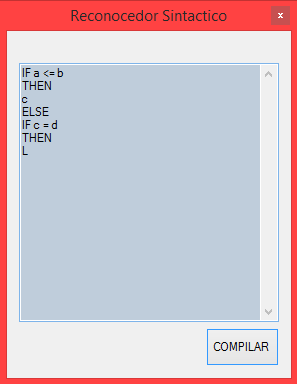 Reconocedor Sintactico
IF a <= b
THEN
c
ELSE
IF c = d
THEN
L
COMPILAR